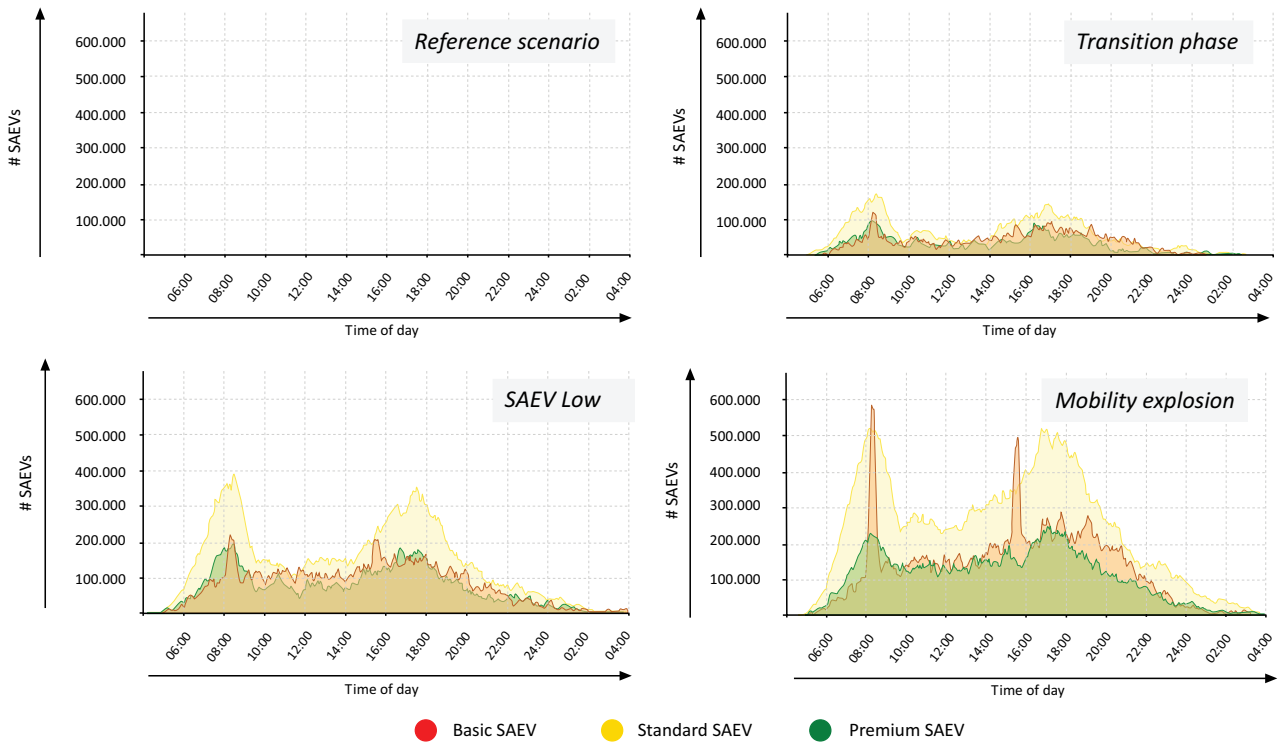 Reference scenario
# SAEVs
600.000
500.000
400.000
300.000
200.000
100.000
06:00 08:00 10:00 12:00 14:00 16:00 18:00 20:00 22:00 24:00 02:00 04:00
Time of day
Transition phase
# SAEVs
600.000
500.000
400.000
300.000
200.000
100.000
06:00 08:00 10:00 12:00 14:00 16:00 18:00 20:00 22:00 24:00 02:00 04:00
Time of day
SAEV Low
# SAEVs
600.000
500.000
400.000
300.000
200.000
100.000
06:00 08:00 10:00 12:00 14:00 16:00 18:00 20:00 22:00 24:00 02:00 04:00
Time of day
Mobility explosion
# SAEVs
600.000
500.000
400.000
300.000
200.000
100.000
06:00 08:00 10:00 12:00 14:00 16:00 18:00 20:00 22:00 24:00 02:00 04:00
Time of day
Basic SAEV Standard SAEV Premium SAEV